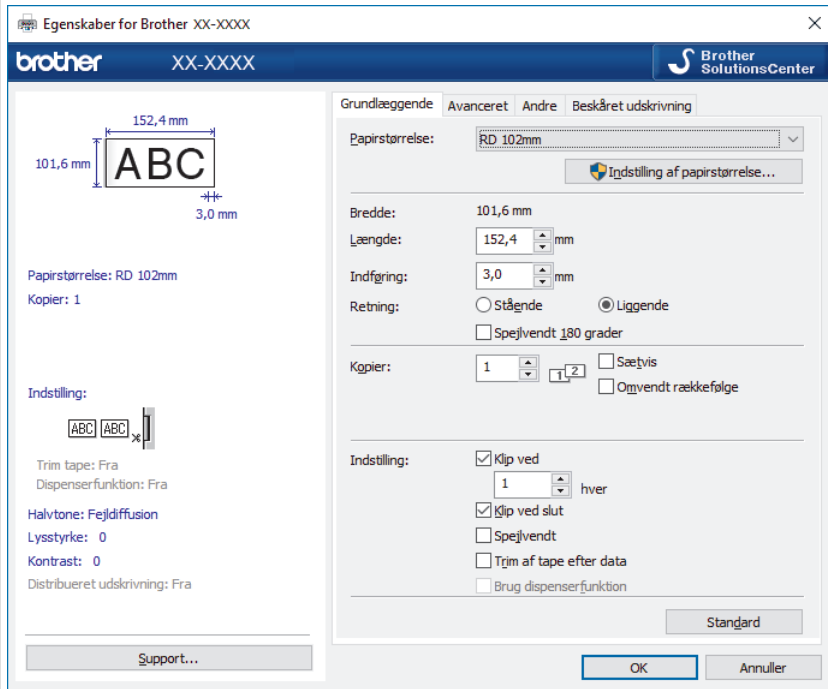 Egenskaber for Brother XX-XXXX
brother XX-XXXX
Brother
SolutionsCenter
152,4 mm
101,6 mm
ABC
3,0 mm
Papirstørrelse: RD 102mm
Kopier: 1
Indstilling:
ABC ABC
Trim tape: Fra
Dispenserfunktion: Fra
Halvtone: Fejldiffusion
Lysstyrke: 0
Kontrast: 0
Distribueret udskrivning: Fra
Support...
Grundlæggende Avanceret Andre Beskåret udskrivning
Papirstørrelse: RD 102mm
Indstilling af papirstørrelse...
Bredde: 101,6 mm
Længde: 152,4 mm
Indføring: 3,0 mm
Retning: Stående Liggende
Spejlvendt 180 grader
Kopier: 1 1 2 Sætvis
Omvendt rækkefølge
Indstilling: Klip ved
1 hver
Klip ved slut
Spejlvendt
Trim af tape efter data
Brug dispenserfunktion
Standard
OK Annuller